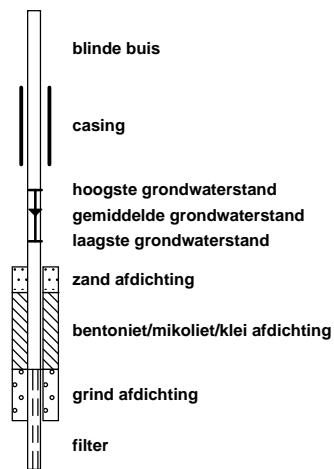 blinde buis
casing
hoogste grondwaterstand
gemiddelde grondwaterstand
laagste grondwaterstand
zand afdichting
bentoniet/mikoliet/klei afdichting
grind afdichting
filter